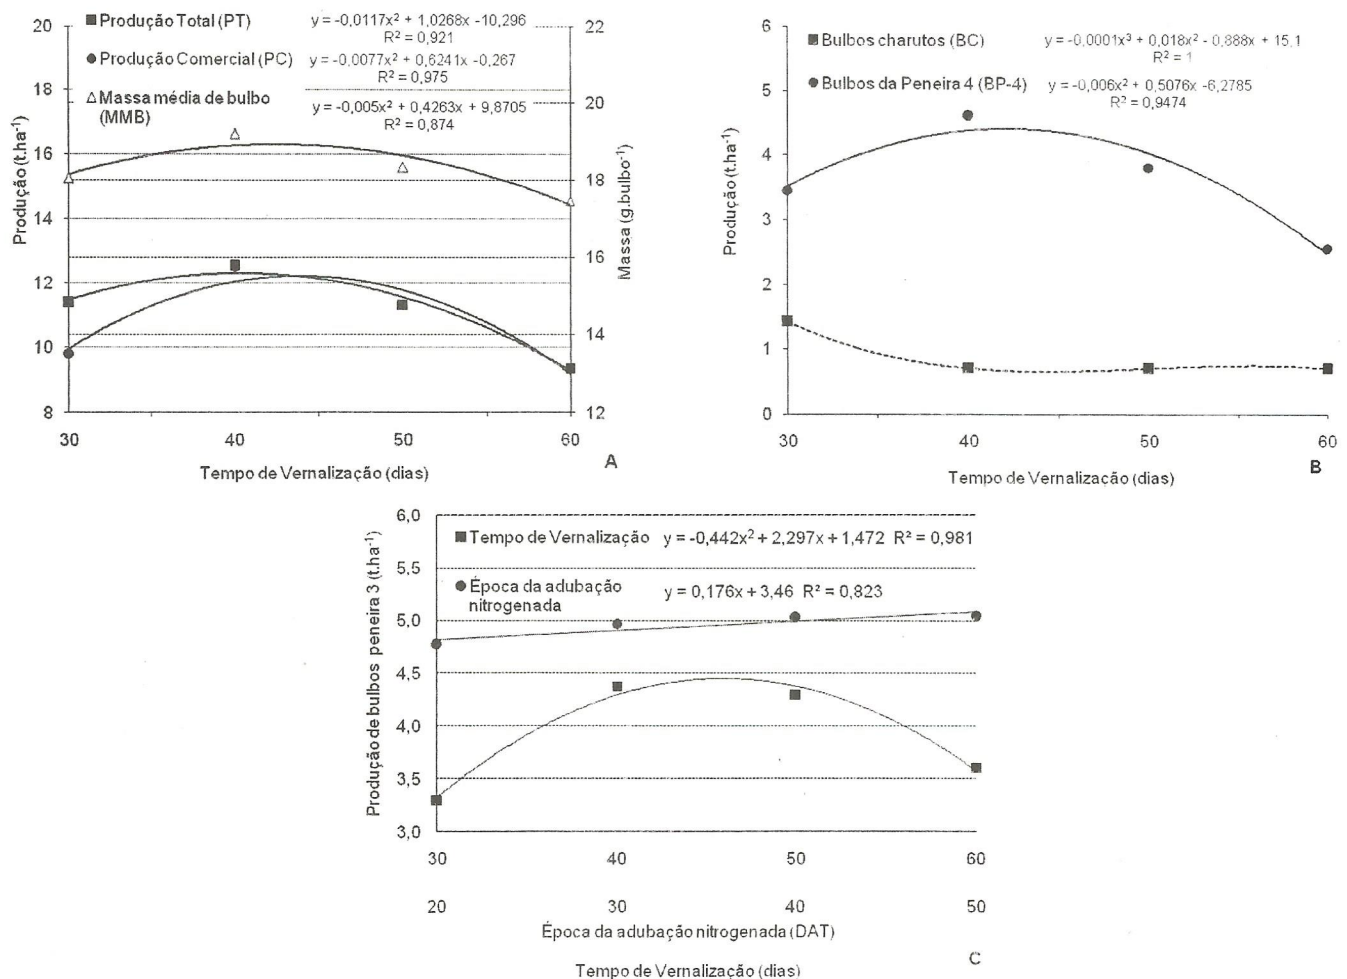 Produção Total (PT) y = -0,0117x² + 1,0268x -10,296
R² = 0,921
Produção Comercial (PC) y = -0,0077x² + 0,6241x -0,267
R² = 0,975
Massa média de bulbo
(MMB)
y = -0,005x² + 0,4263x + 9,8705
R² = 0,874
Produção (t.ha⁻¹)
20
18
16
14
12
10
8
22
20
18
16
14
12
Massa (g.bulbo⁻¹)
30 40 50 60
Tempo de Vernalização (dias)
A
Bulbos charutos (BC) y = -0,0001x³ + 0,018x² - 0,888x + 15,1
R² = 1
Bulbos da Peneira 4 (BP-4) y = -0,006x² + 0,5076x -6,2785
R² = 0,9474
Produção (t.ha⁻¹)
6
5
4
3
2
1
0
30 40 50 60
Tempo de Vernalização (dias)
B
Tempo de Vernalização y = -0,442x² + 2,297x + 1,472 R² = 0,981
Época da adubação
nitrogenada
y = 0,176x + 3,46 R² = 0,823
Produção de bulbos peneira 3 (t.ha⁻¹)
6,0
5,5
5,0
4,5
4,0
3,5
3,0
30 40 50 60
20 30 40 50
Época da adubação nitrogenada (DAT)
C
Tempo de Vernalização (dias)